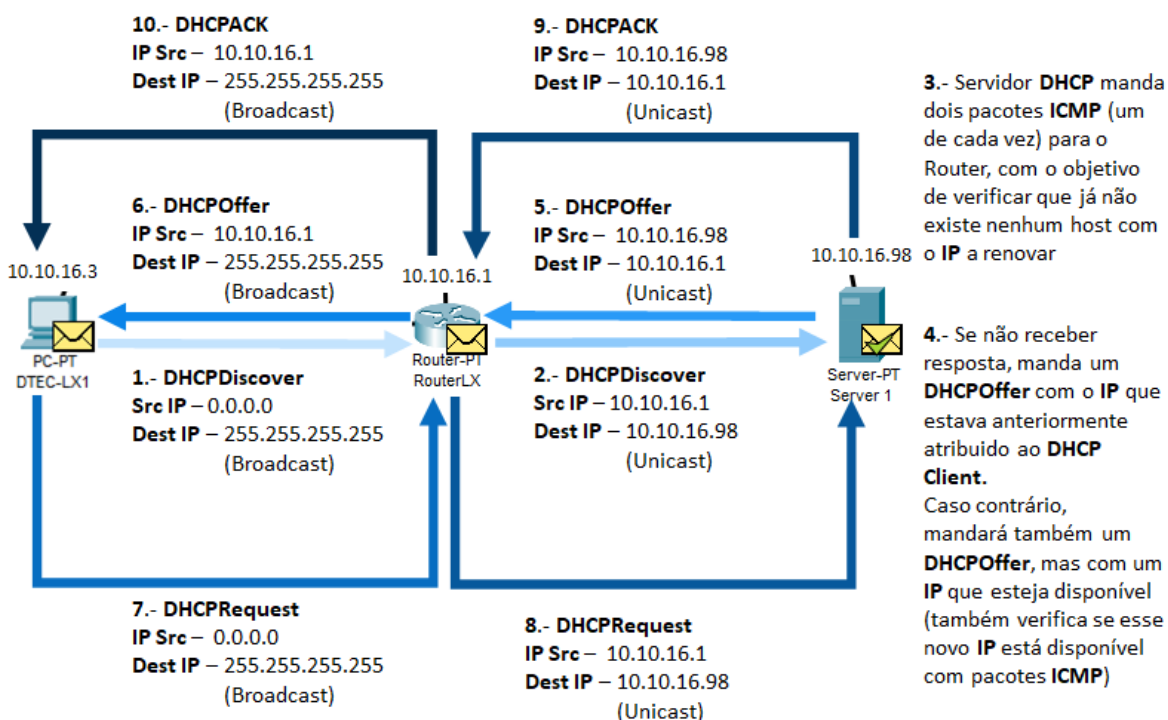 10.- DHCPACK
IP Src – 10.10.16.1
Dest IP – 255.255.255.255
(Broadcast)
9.- DHCPACK
IP Src – 10.10.16.98
Dest IP – 10.10.16.1
(Unicast)
3.- Servidor DHCP manda
dois pacotes ICMP (um
de cada vez) para o
Router, com o objetivo
de verificar que já não
existe nenhum host com
o IP a renovar
6.- DHCPOffer
IP Src – 10.10.16.1
Dest IP – 255.255.255.255
(Broadcast)
5.- DHCPOffer
IP Src – 10.10.16.98
Dest IP – 10.10.16.1
(Unicast)
10.10.16.3
10.10.16.1
10.10.16.98
PC-PT
DTEC-LX1
Router-PT
RouterLX
Server-PT
Server 1
4.- Se não receber
resposta, manda um
DHCPOffer com o IP que
estava anteriormente
atribuido ao DHCP
Client.
Caso contrário,
mandará também um
DHCPOffer, mas com um
IP que esteja disponível
(também verifica se esse
novo IP está disponível
com pacotes ICMP)
1.- DHCPDiscover
Src IP – 0.0.0.0
Dest IP – 255.255.255.255
(Broadcast)
2.- DHCPDiscover
Src IP – 10.10.16.1
Dest IP – 10.10.16.98
(Unicast)
7.- DHCPRequest
IP Src – 0.0.0.0
Dest IP – 255.255.255.255
(Broadcast)
8.- DHCPRequest
IP Src – 10.10.16.1
Dest IP – 10.10.16.98
(Unicast)